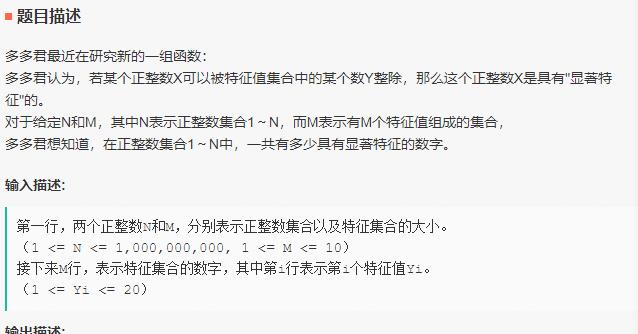 题目描述
多多君最近在研究新的一组函数：
多多君认为，若某个正整数X可以被特征值集合中的某个数Y整除，那么这个正整数X是具有"显著特
征"的。
对于给定N和M，其中N表示正整数集合1～N，而M表示有M个特征值组成的集合，
多多君想知道，在正整数集合1～N中，一共有多少具有显著特征的数字。
输入描述:
第一行，两个正整数N和M，分别表示正整数集合以及特征集合的大小。
（1 <= N <= 1,000,000,000, 1 <= M <= 10）
接下来M行，表示特征集合的数字，其中第i行表示第i个特征值Yi。
（1 <= Yi <= 20）
输出描述: